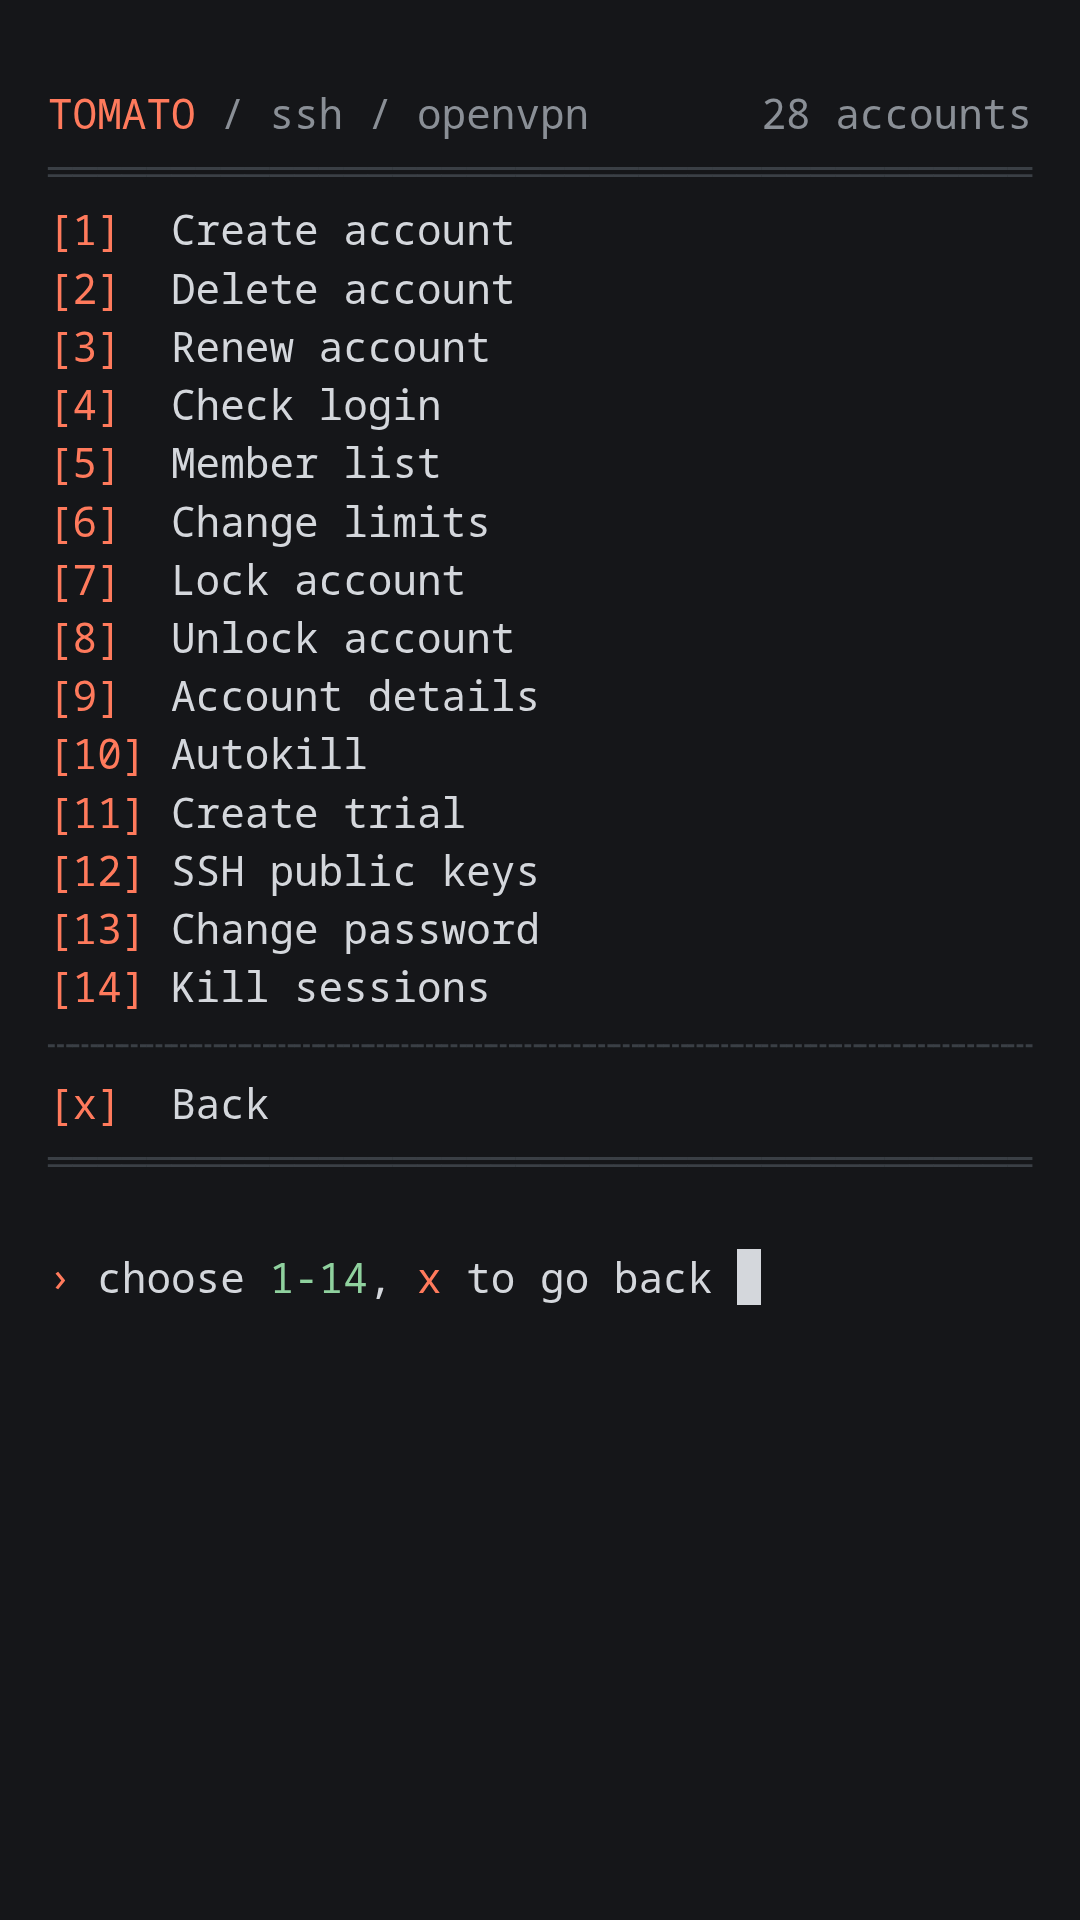 TOMATO / ssh / openvpn 28 accounts
[1] Create account
[2] Delete account
[3] Renew account
[4] Check login
[5] Member list
[6] Change limits
[7] Lock account
[8] Unlock account
[9] Account details
[10] Autokill
[11] Create trial
[12] SSH public keys
[13] Change password
[14] Kill sessions
[x] Back
› choose 1-14, x to go back